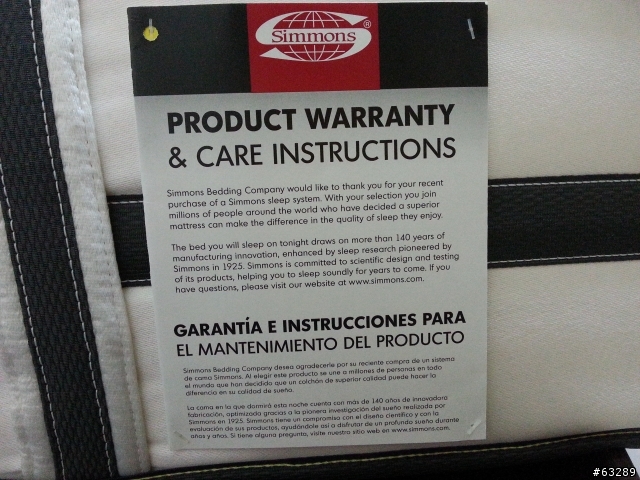 Simmons®
PRODUCT WARRANTY
& CARE INSTRUCTIONS
Simmons Bedding Company would like to thank you for your recent
purchase of a Simmons sleep system. With your selection you join
millions of people around the world who have decided a superior
mattress can make the difference in the quality of sleep they enjoy.
The bed you will sleep on tonight draws on more than 140 years of
manufacturing innovation, enhanced by sleep research pioneered by
Simmons in 1925. Simmons is committed to scientific design and testing
of its products, helping you to sleep soundly for years to come. If you
have questions, please visit our website at www.simmons.com.
GARANTÍA E INSTRUCCIONES PARA
EL MANTENIMIENTO DEL PRODUCTO
Simmons Bedding Company desea agradecerle por su reciente compra de un sistema
de cama Simmons. Al elegir este producto se une a millones de personas en todo
el mundo que han decidido que un colchón de superior calidad puede hacer la
diferencia en su calidad de sueño.
La cama en la que dormirá esta noche cuenta con más de 140 años de innovadora
fabricación, optimizada gracias a la pionera investigación del sueño realizada por
Simmons en 1925. Simmons tiene un compromiso con el diseño científico y con la
evaluación de sus productos, ayudándole así a disfrutar de un profundo sueño durante
años y años. Si tiene alguna pregunta, visite nuestro sitio web en www.simmons.com.
#63289